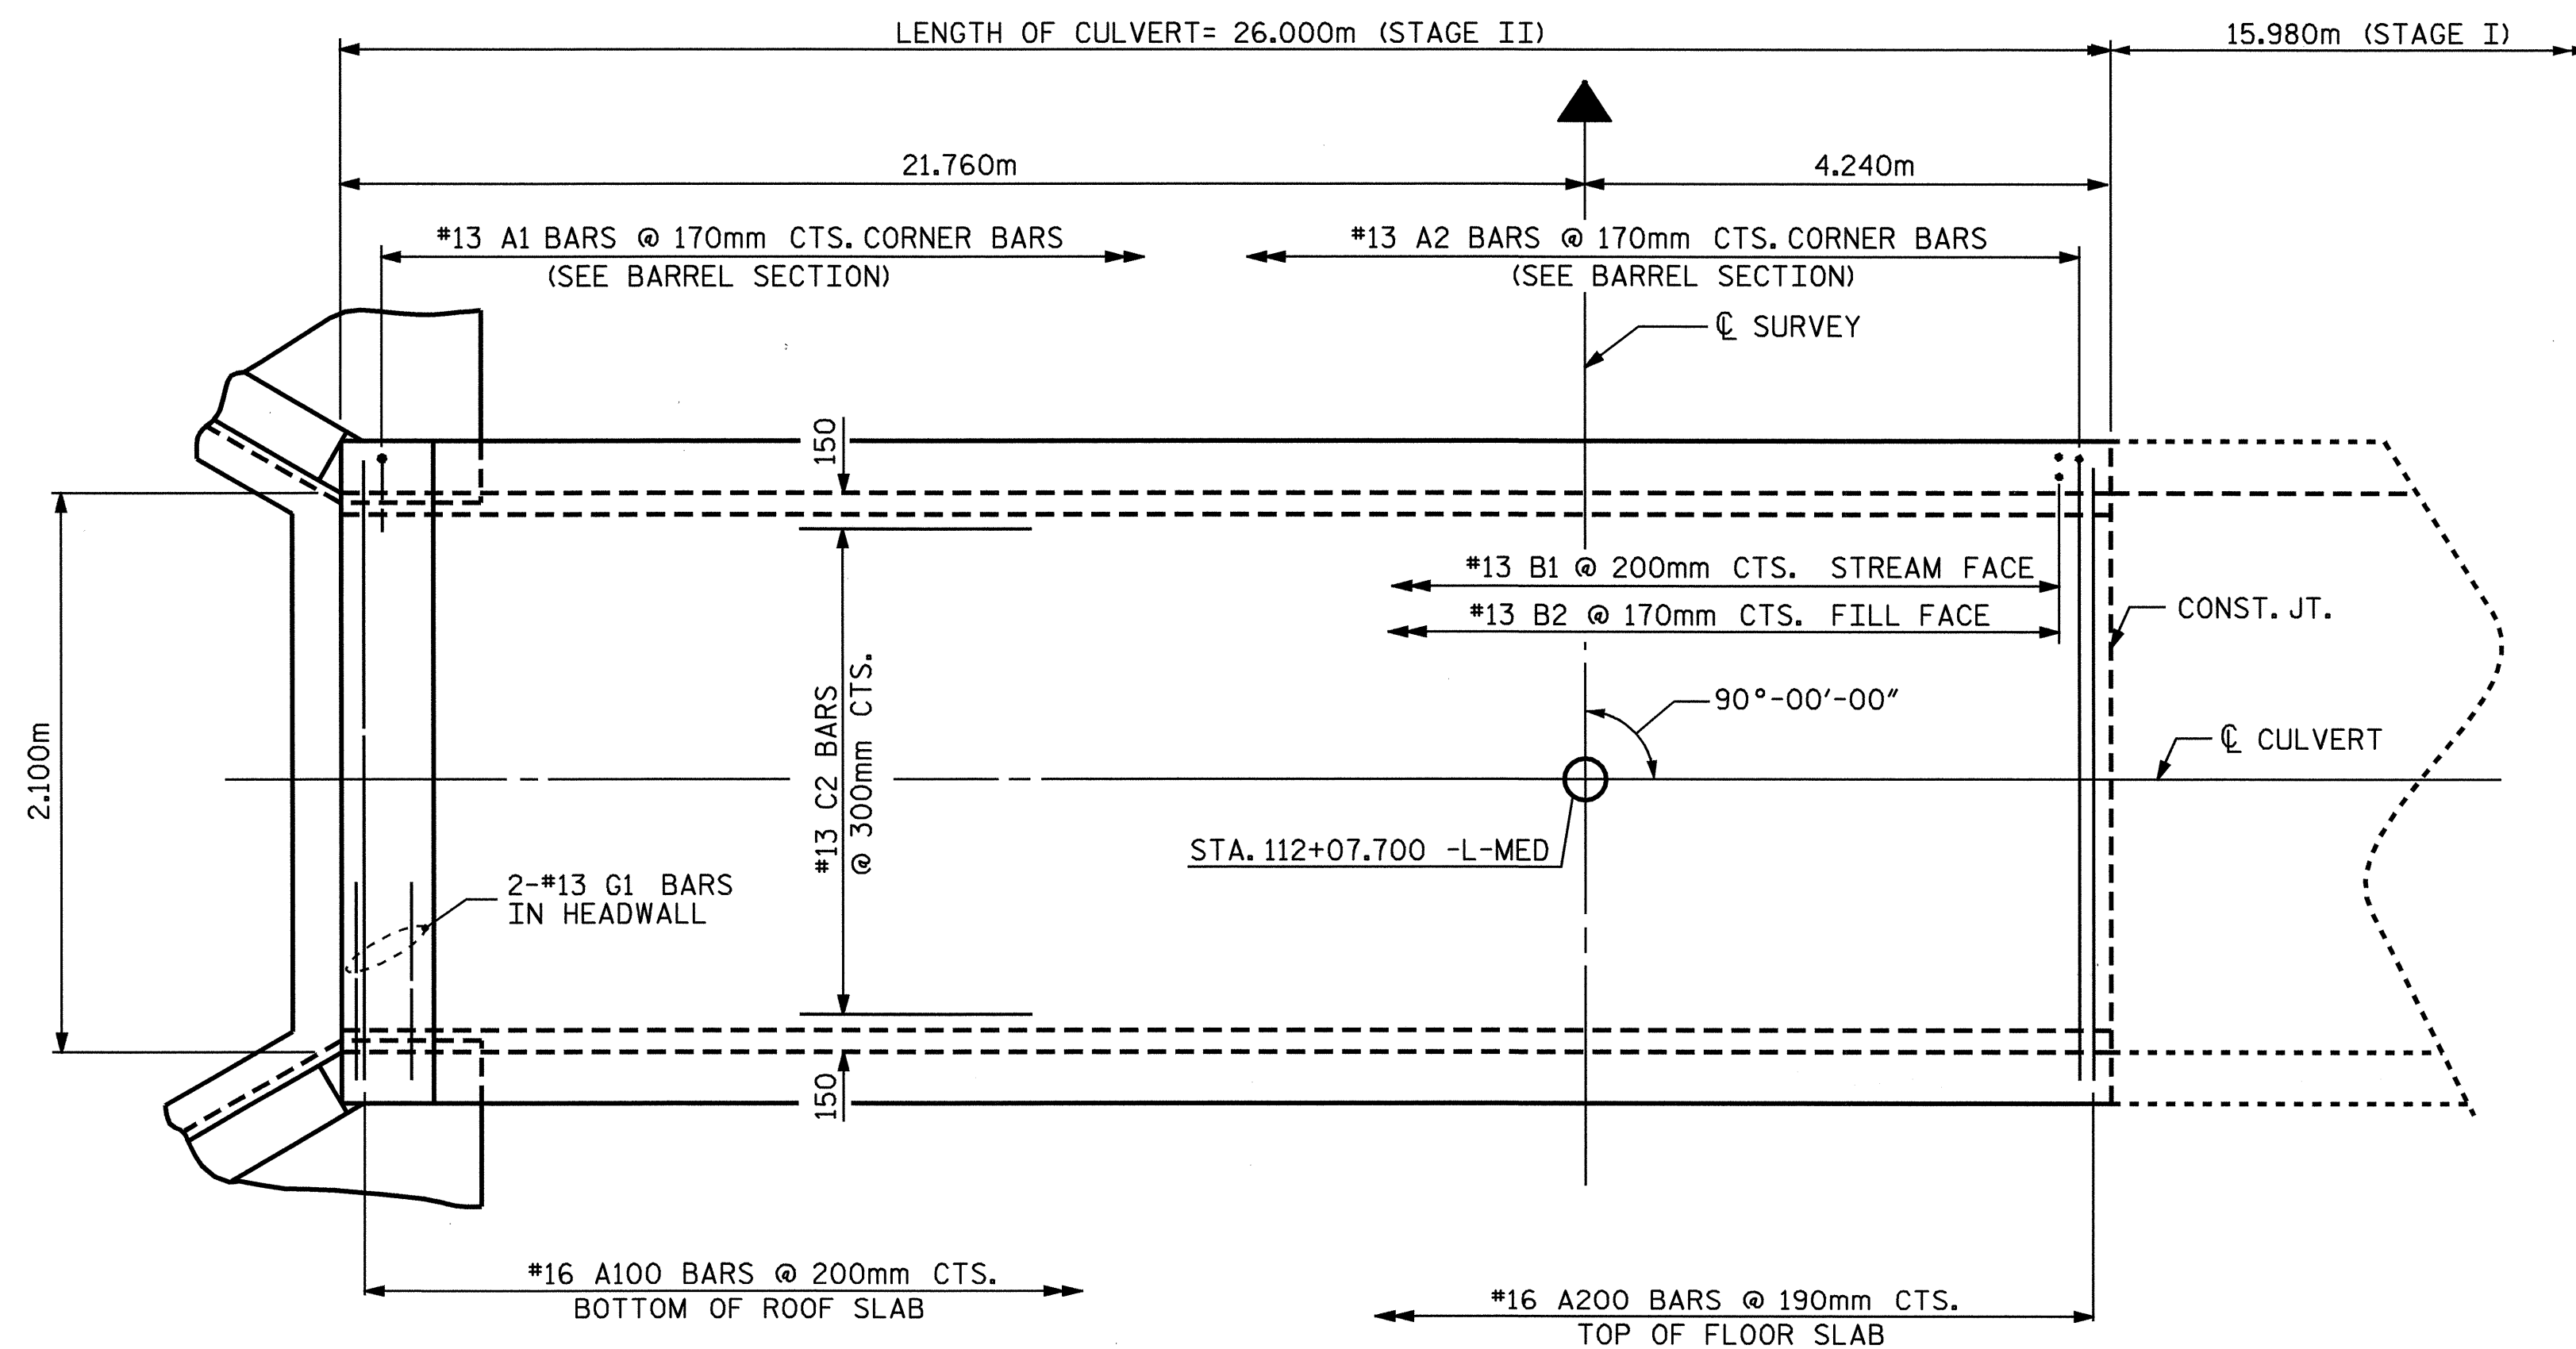 LENGTH OF CULVERT= 26.000m (STAGE II)
15.980m (STAGE I)
21.760m
4.240m
#13 A1 BARS @ 170mm CTS. CORNER BARS
(SEE BARREL SECTION)
#13 A2 BARS @ 170mm CTS. CORNER BARS
(SEE BARREL SECTION)
℄ SURVEY
150
#13 B1 @ 200mm CTS. STREAM FACE
#13 B2 @ 170mm CTS. FILL FACE
CONST. JT.
#13 C2 BARS
@ 300mm CTS.
90°-00'-00"
2.100m
℄ CULVERT
STA. 112+07.700 -L-MED
2-#13 G1 BARS
IN HEADWALL
150
#16 A100 BARS @ 200mm CTS.
BOTTOM OF ROOF SLAB
#16 A200 BARS @ 190mm CTS.
TOP OF FLOOR SLAB